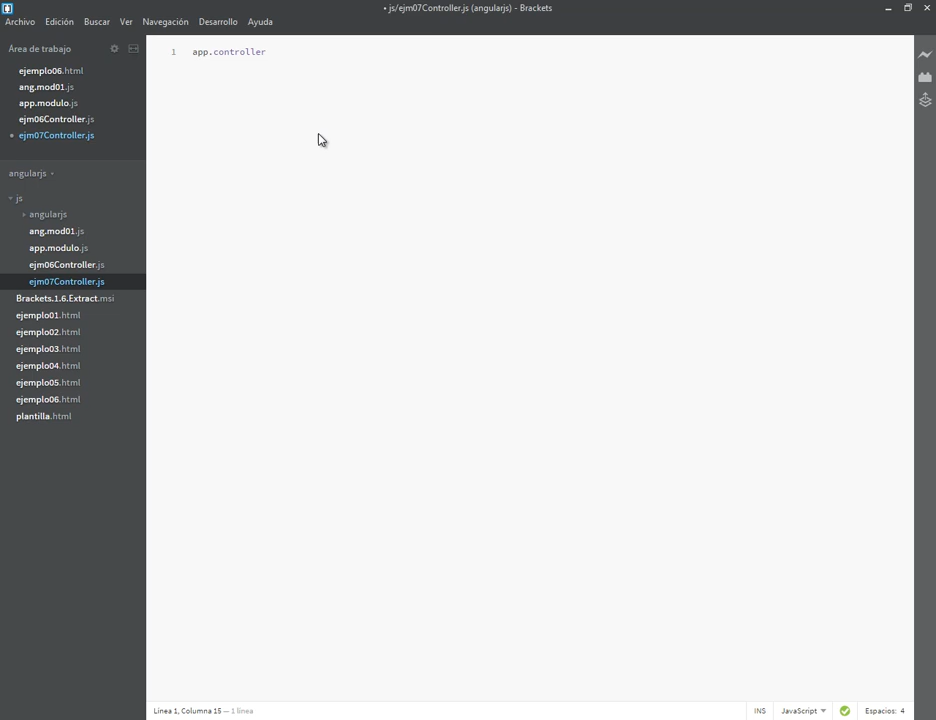 • js/ejm07Controller.js (angularjs) - Brackets
Archivo Edición Buscar Ver Navegación Desarrollo Ayuda
Área de trabajo
ejemplo06.html
ang.mod01.js
app.modulo.js
ejm06Controller.js
• ejm07Controller.js
angularjs
js
angularjs
ang.mod01.js
app.modulo.js
ejm06Controller.js
ejm07Controller.js
Brackets.1.6.Extract.msi
ejemplo01.html
ejemplo02.html
ejemplo03.html
ejemplo04.html
ejemplo05.html
ejemplo06.html
plantilla.html
1 app.controller
Línea 1, Columna 15 — 1 línea
INS JavaScript Espacios: 4